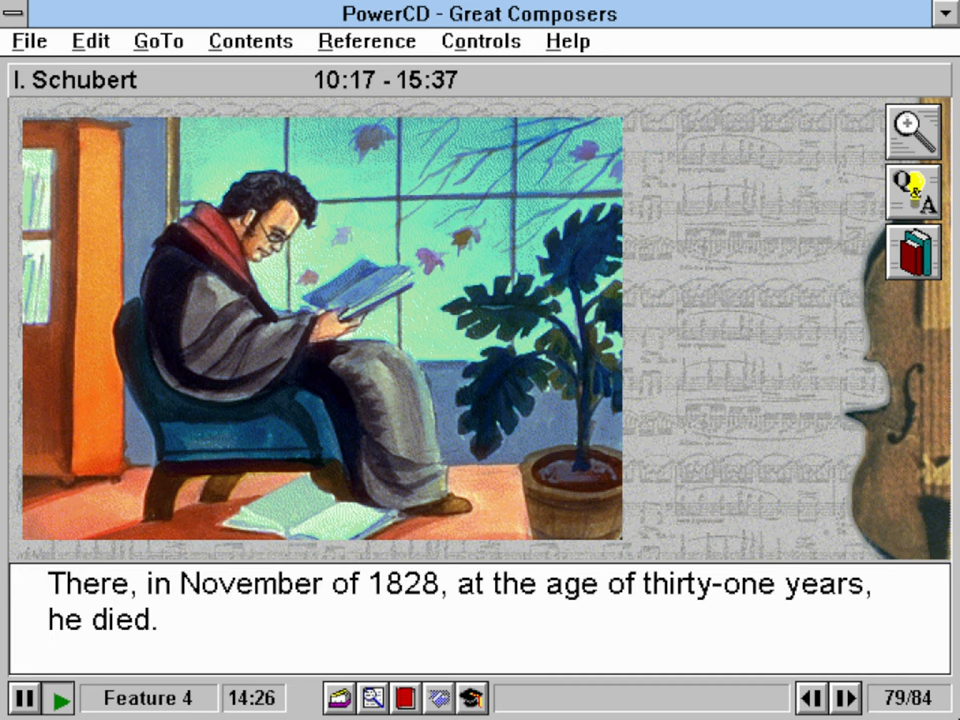 PowerCD - Great Composers
File Edit GoTo Contents Reference Controls Help
I. Schubert 10:17 - 15:37
Q & A
There, in November of 1828, at the age of thirty-one years,
he died.
Feature 4 14:26 79/84